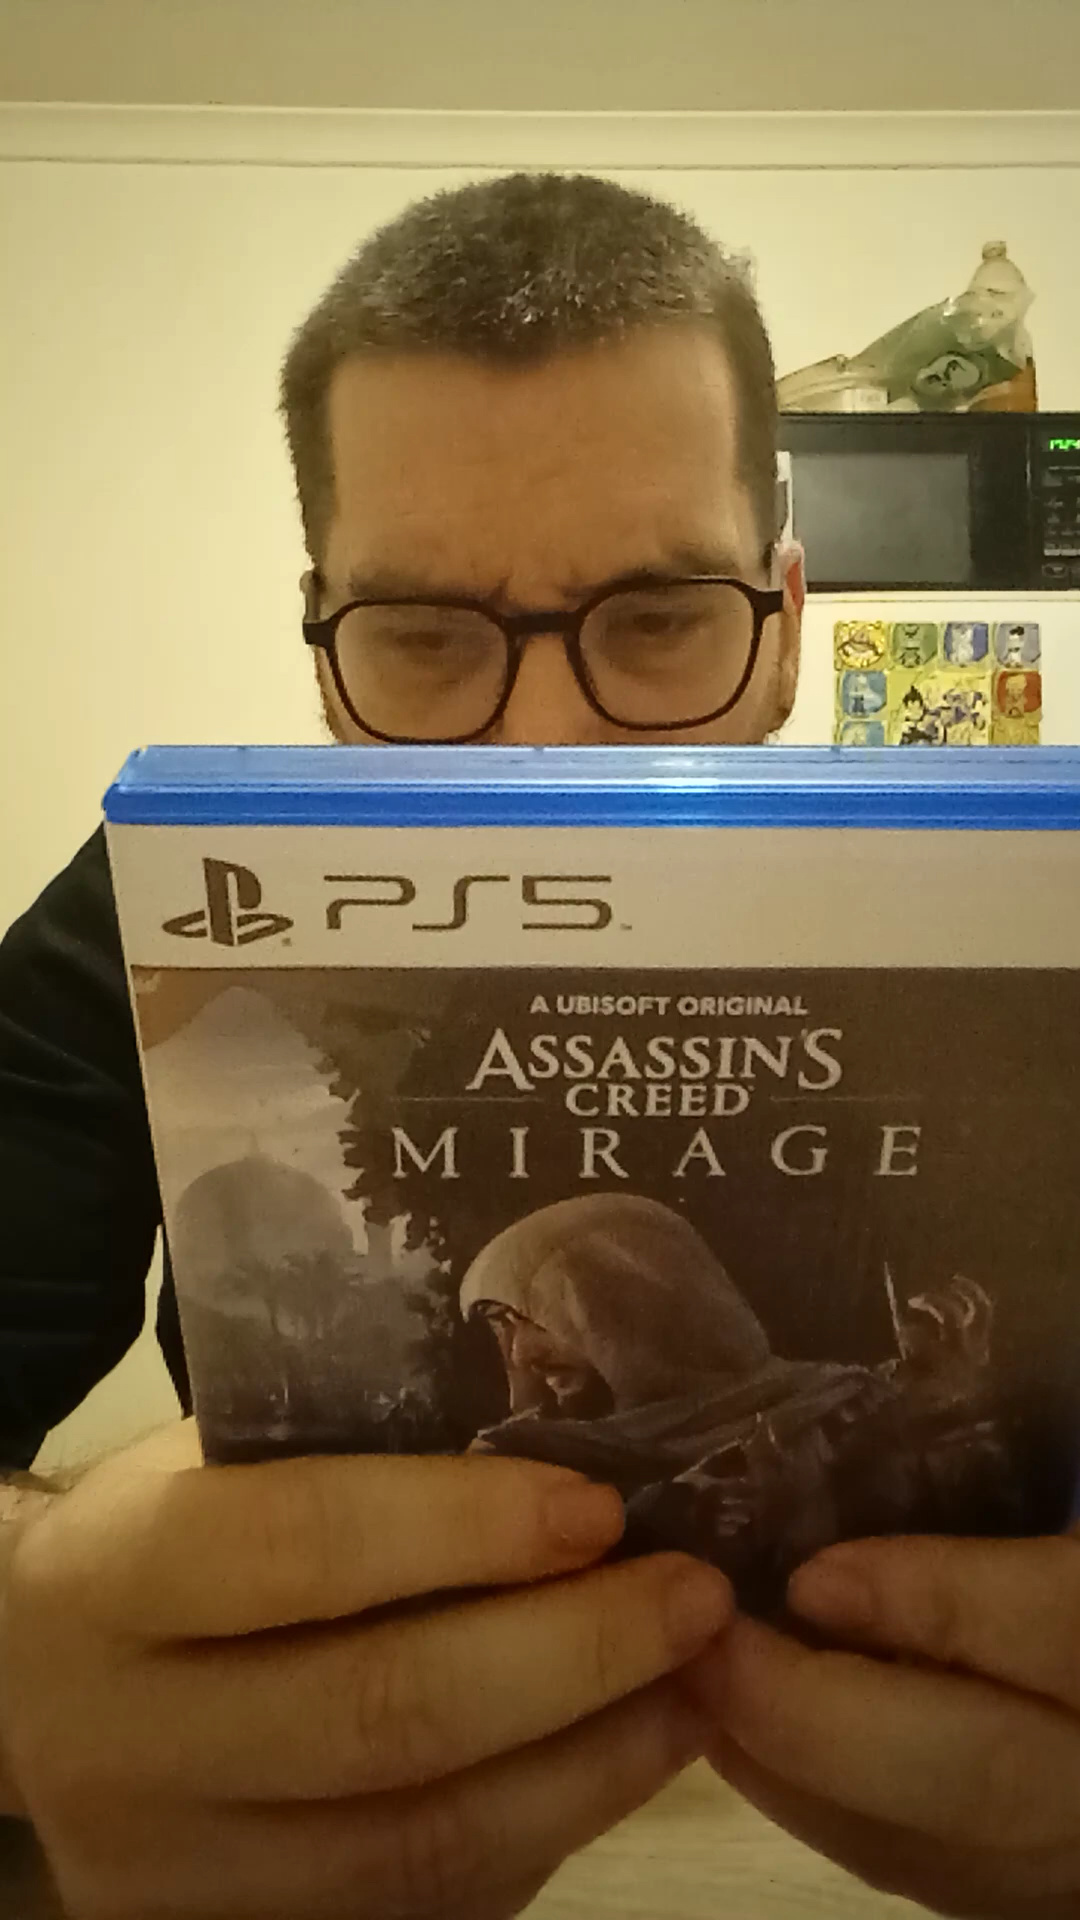 PS5
A UBISOFT ORIGINAL
ASSASSIN'S
CREED
MIRAGE